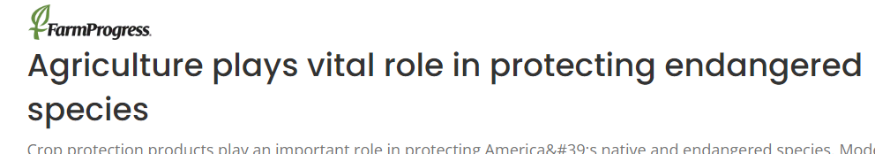 FarmProgress.
Agriculture plays vital role in protecting endangered
species
Crop protection products play an important role in protecting America&#39;s native and endangered species. Mode